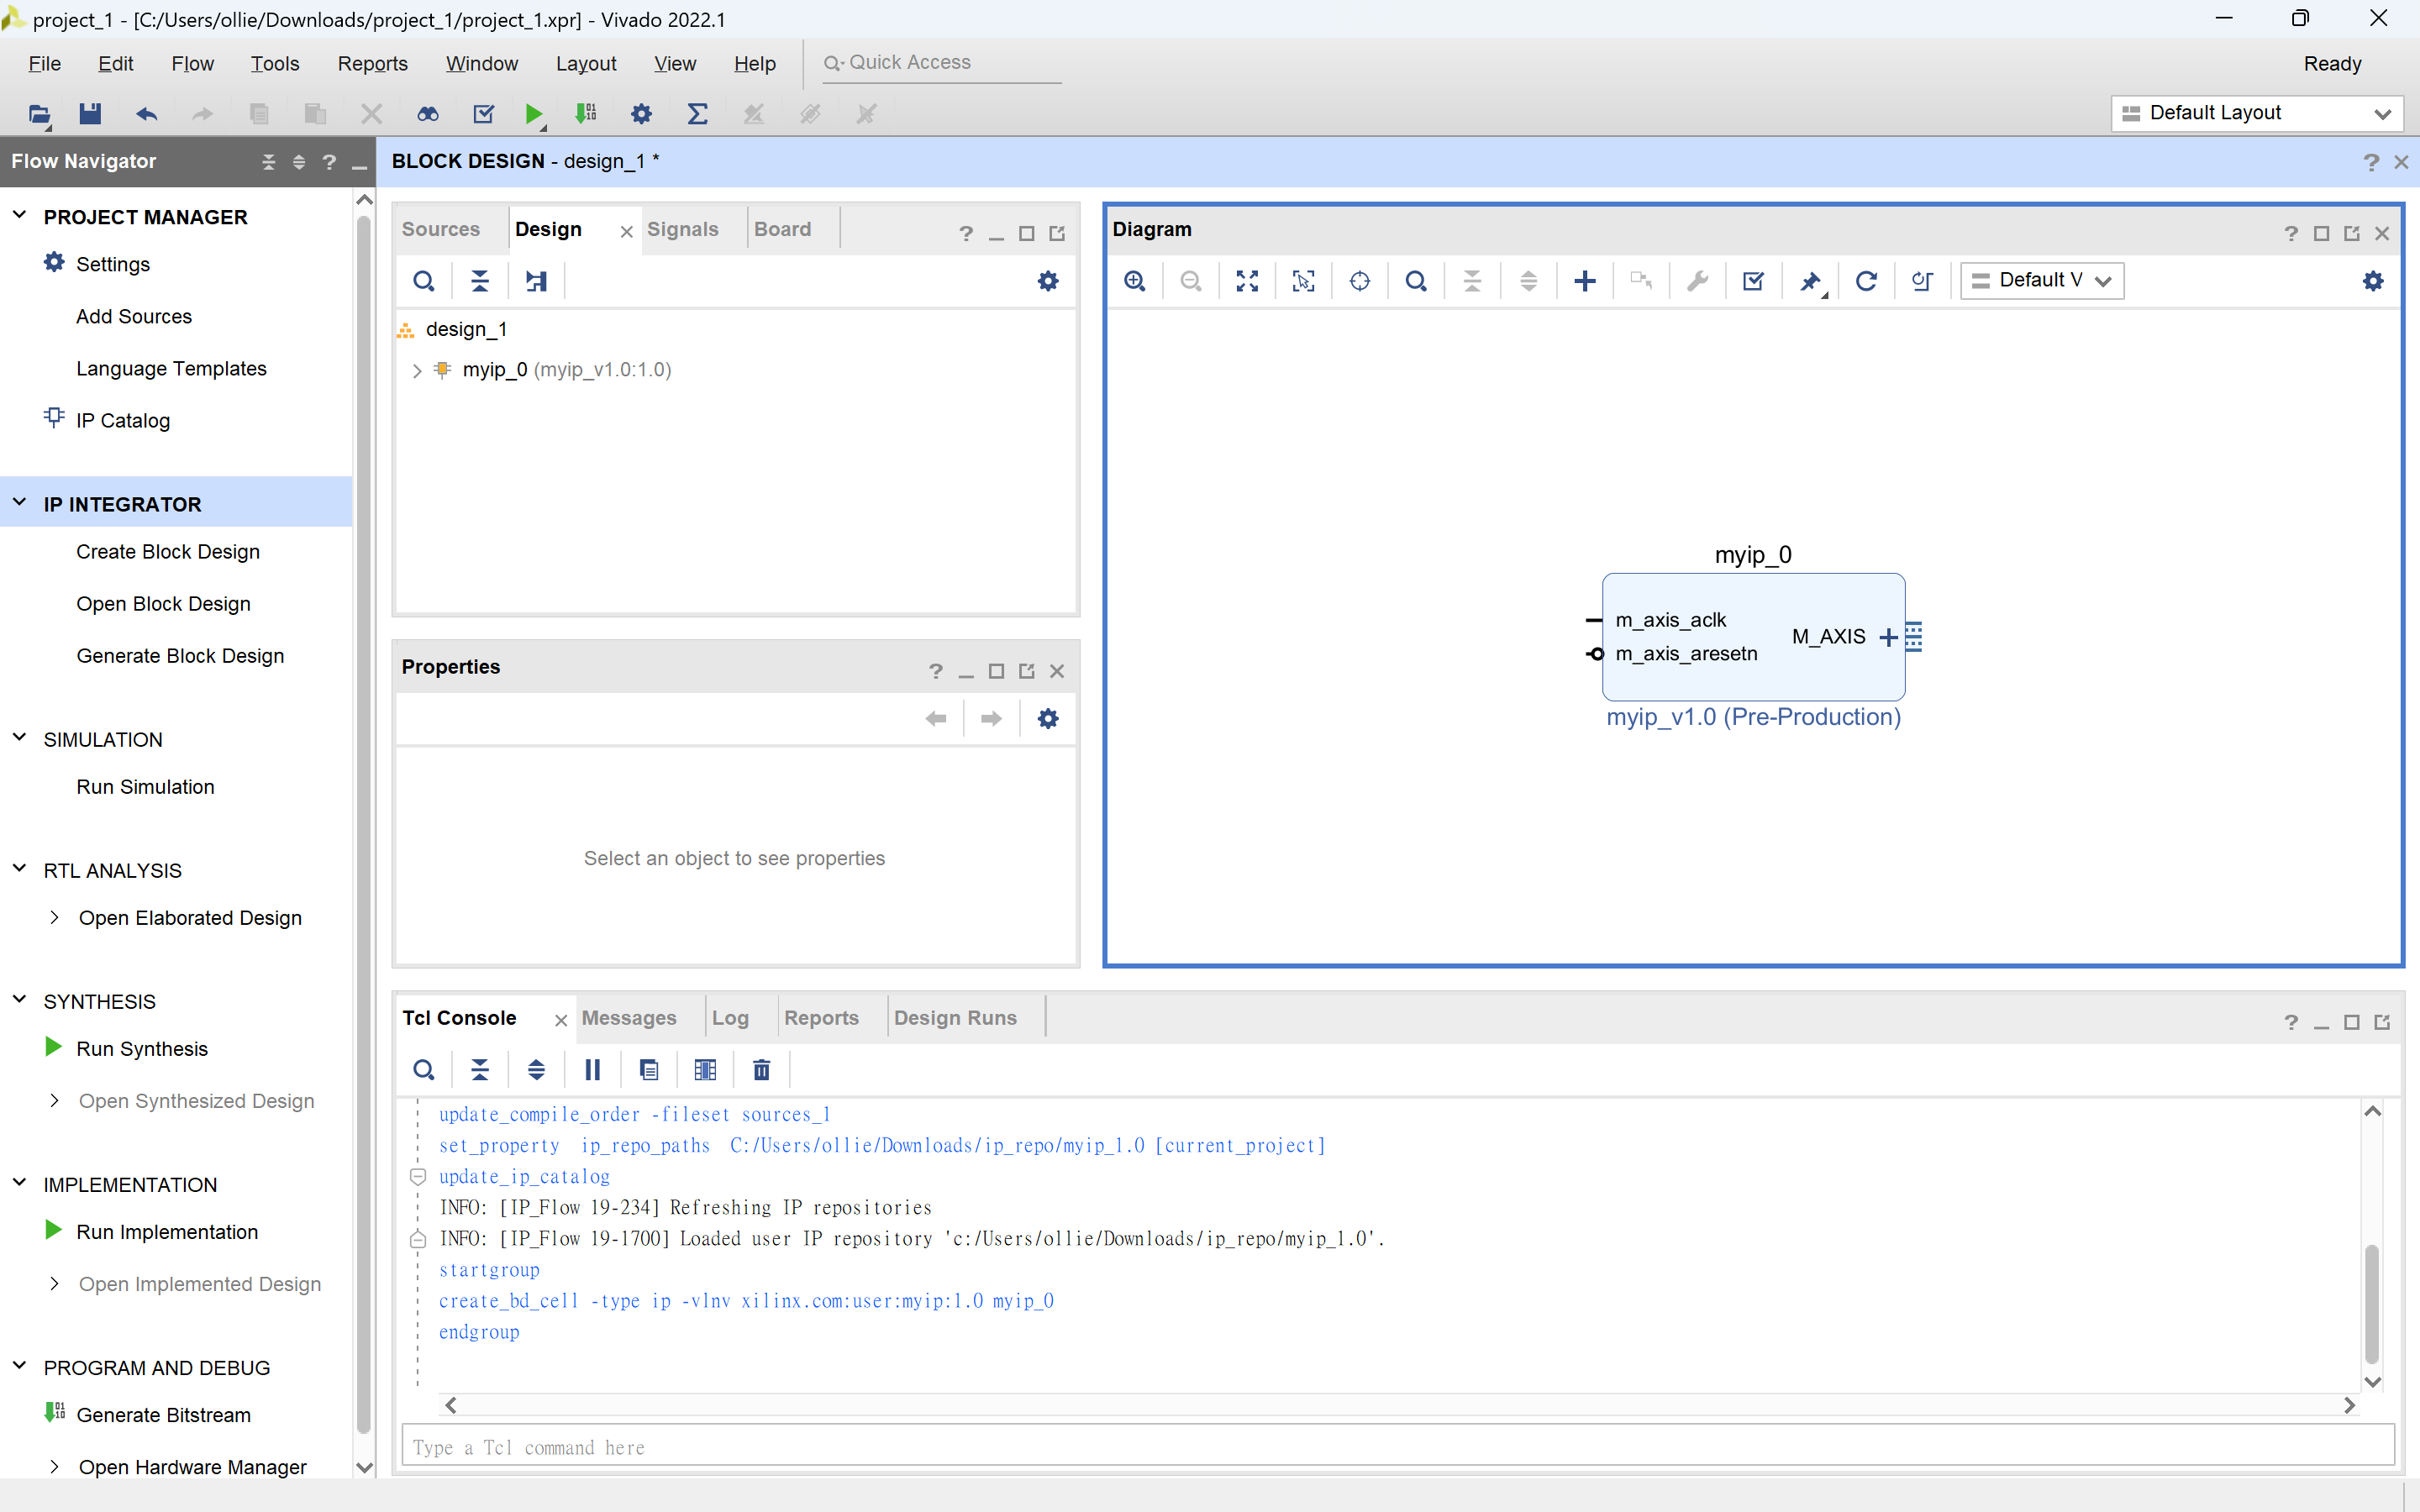 project_1 - [C:/Users/ollie/Downloads/project_1/project_1.xpr] - Vivado 2022.1
File Edit Flow Tools Reports Window Layout View Help Quick Access Ready
Default Layout
Flow Navigator
BLOCK DESIGN - design_1 *
PROJECT MANAGER
Settings
Add Sources
Language Templates
IP Catalog
IP INTEGRATOR
Create Block Design
Open Block Design
Generate Block Design
SIMULATION
Run Simulation
RTL ANALYSIS
Open Elaborated Design
SYNTHESIS
Run Synthesis
Open Synthesized Design
IMPLEMENTATION
Run Implementation
Open Implemented Design
PROGRAM AND DEBUG
Generate Bitstream
Open Hardware Manager
Sources Design Signals Board
design_1
myip_0 (myip_v1.0:1.0)
Properties
Select an object to see properties
Diagram
Default V
myip_0
m_axis_aclk
m_axis_aresetn
M_AXIS
myip_v1.0 (Pre-Production)
Tcl Console Messages Log Reports Design Runs
update_compile_order -fileset sources_1
set_property ip_repo_paths C:/Users/ollie/Downloads/ip_repo/myip_1.0 [current_project]
update_ip_catalog
INFO: [IP_Flow 19-234] Refreshing IP repositories
INFO: [IP_Flow 19-1700] Loaded user IP repository 'c:/Users/ollie/Downloads/ip_repo/myip_1.0'.
startgroup
create_bd_cell -type ip -vlnv xilinx.com:user:myip:1.0 myip_0
endgroup
Type a Tcl command here